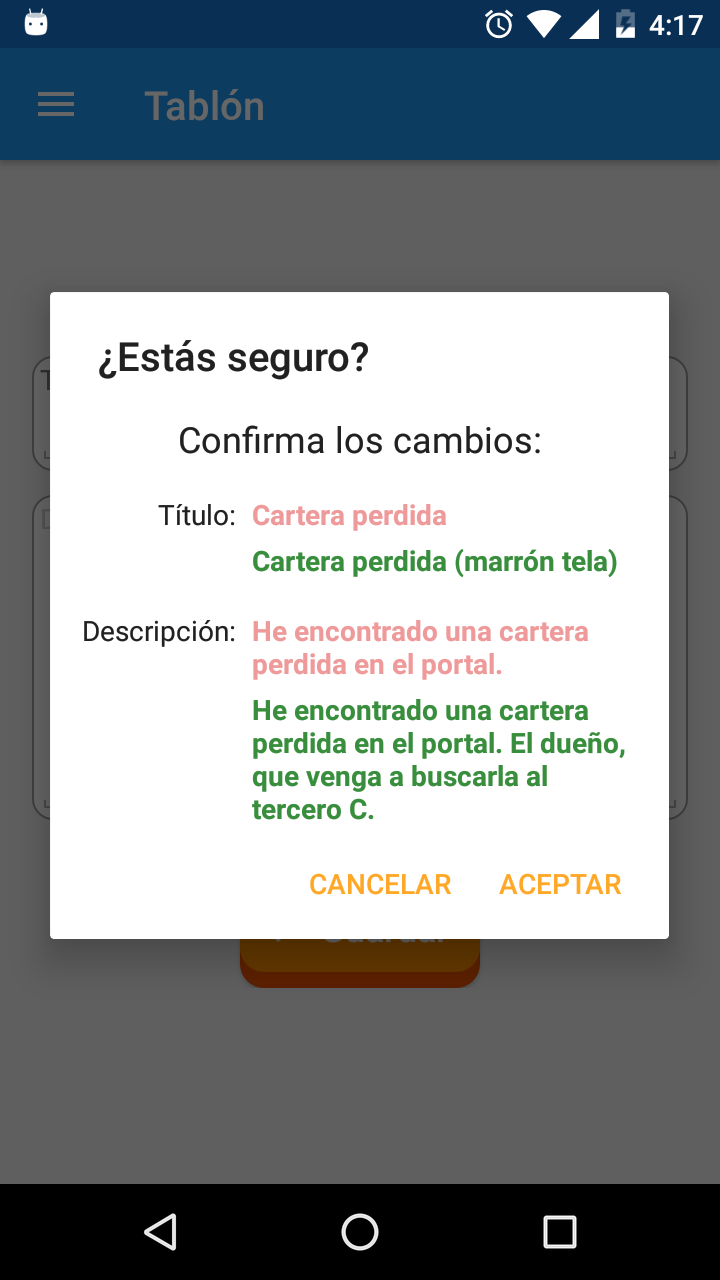 4:17
Tablón
¿Estás seguro?
Confirma los cambios:
Título: Cartera perdida
Cartera perdida (marrón tela)
Descripción: He encontrado una cartera
perdida en el portal.
He encontrado una cartera
perdida en el portal. El dueño,
que venga a buscarla al
tercero C.
CANCELAR ACEPTAR